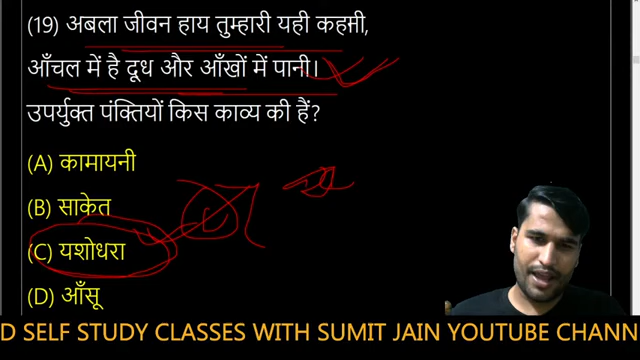 (19) अबला जीवन हाय तुम्हारी यही कहानी,
आँचल में है दूध और आँखों में पानी।
उपर्युक्त पंक्तियों किस काव्य की हैं?
(A) कामायनी
(B) साकेत
(C) यशोधरा
(D) आँसू
D SELF STUDY CLASSES WITH SUMIT JAIN YOUTUBE CHANN